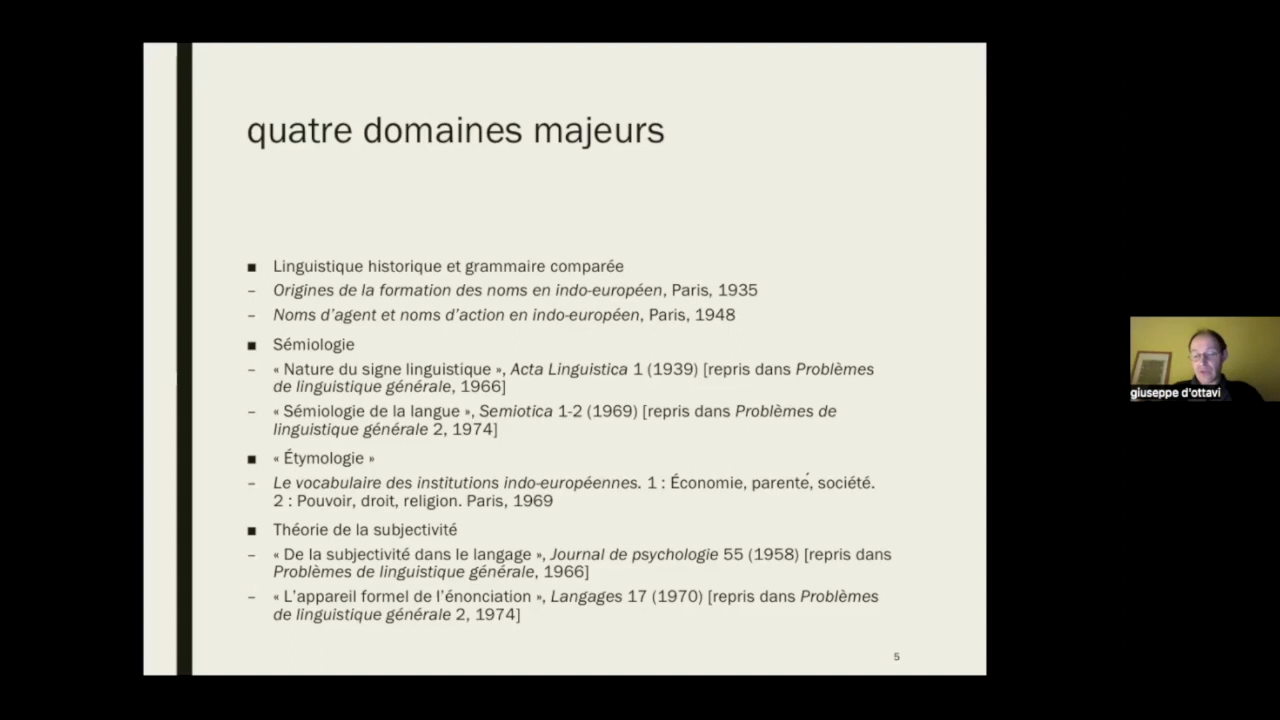 quatre domaines majeurs
■ Linguistique historique et grammaire comparée
– Origines de la formation des noms en indo-européen, Paris, 1935
– Noms d’agent et noms d’action en indo-européen, Paris, 1948
■ Sémiologie
– « Nature du signe linguistique », Acta Linguistica 1 (1939) [repris dans Problèmes
de linguistique générale, 1966]
– « Sémiologie de la langue », Semiotica 1-2 (1969) [repris dans Problèmes de
linguistique générale 2, 1974]
■ « Étymologie »
– Le vocabulaire des institutions indo-européennes. 1 : Économie, parenté, société.
2 : Pouvoir, droit, religion. Paris, 1969
■ Théorie de la subjectivité
– « De la subjectivité dans le langage », Journal de psychologie 55 (1958) [repris dans
Problèmes de linguistique générale, 1966]
– « L’appareil formel de l’énonciation », Langages 17 (1970) [repris dans Problèmes
de linguistique générale 2, 1974]
5
giuseppe d'ottavi